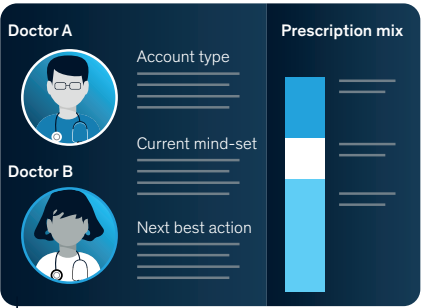 Doctor A
Account type
Current mind-set
Doctor B
Next best action
Prescription mix